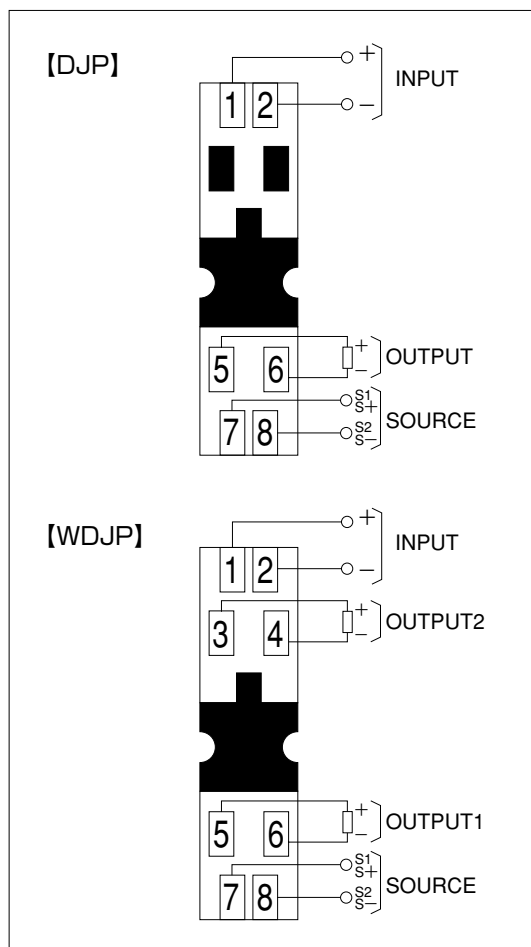 【DJP】
+
INPUT
1 2 −
5 6 + OUTPUT
−
7 8 S1
S+ SOURCE
S2
S−
【WDJP】
+
INPUT
1 2 −
3 4 + OUTPUT2
−
5 6 + OUTPUT1
−
7 8 S1
S+ SOURCE
S2
S−